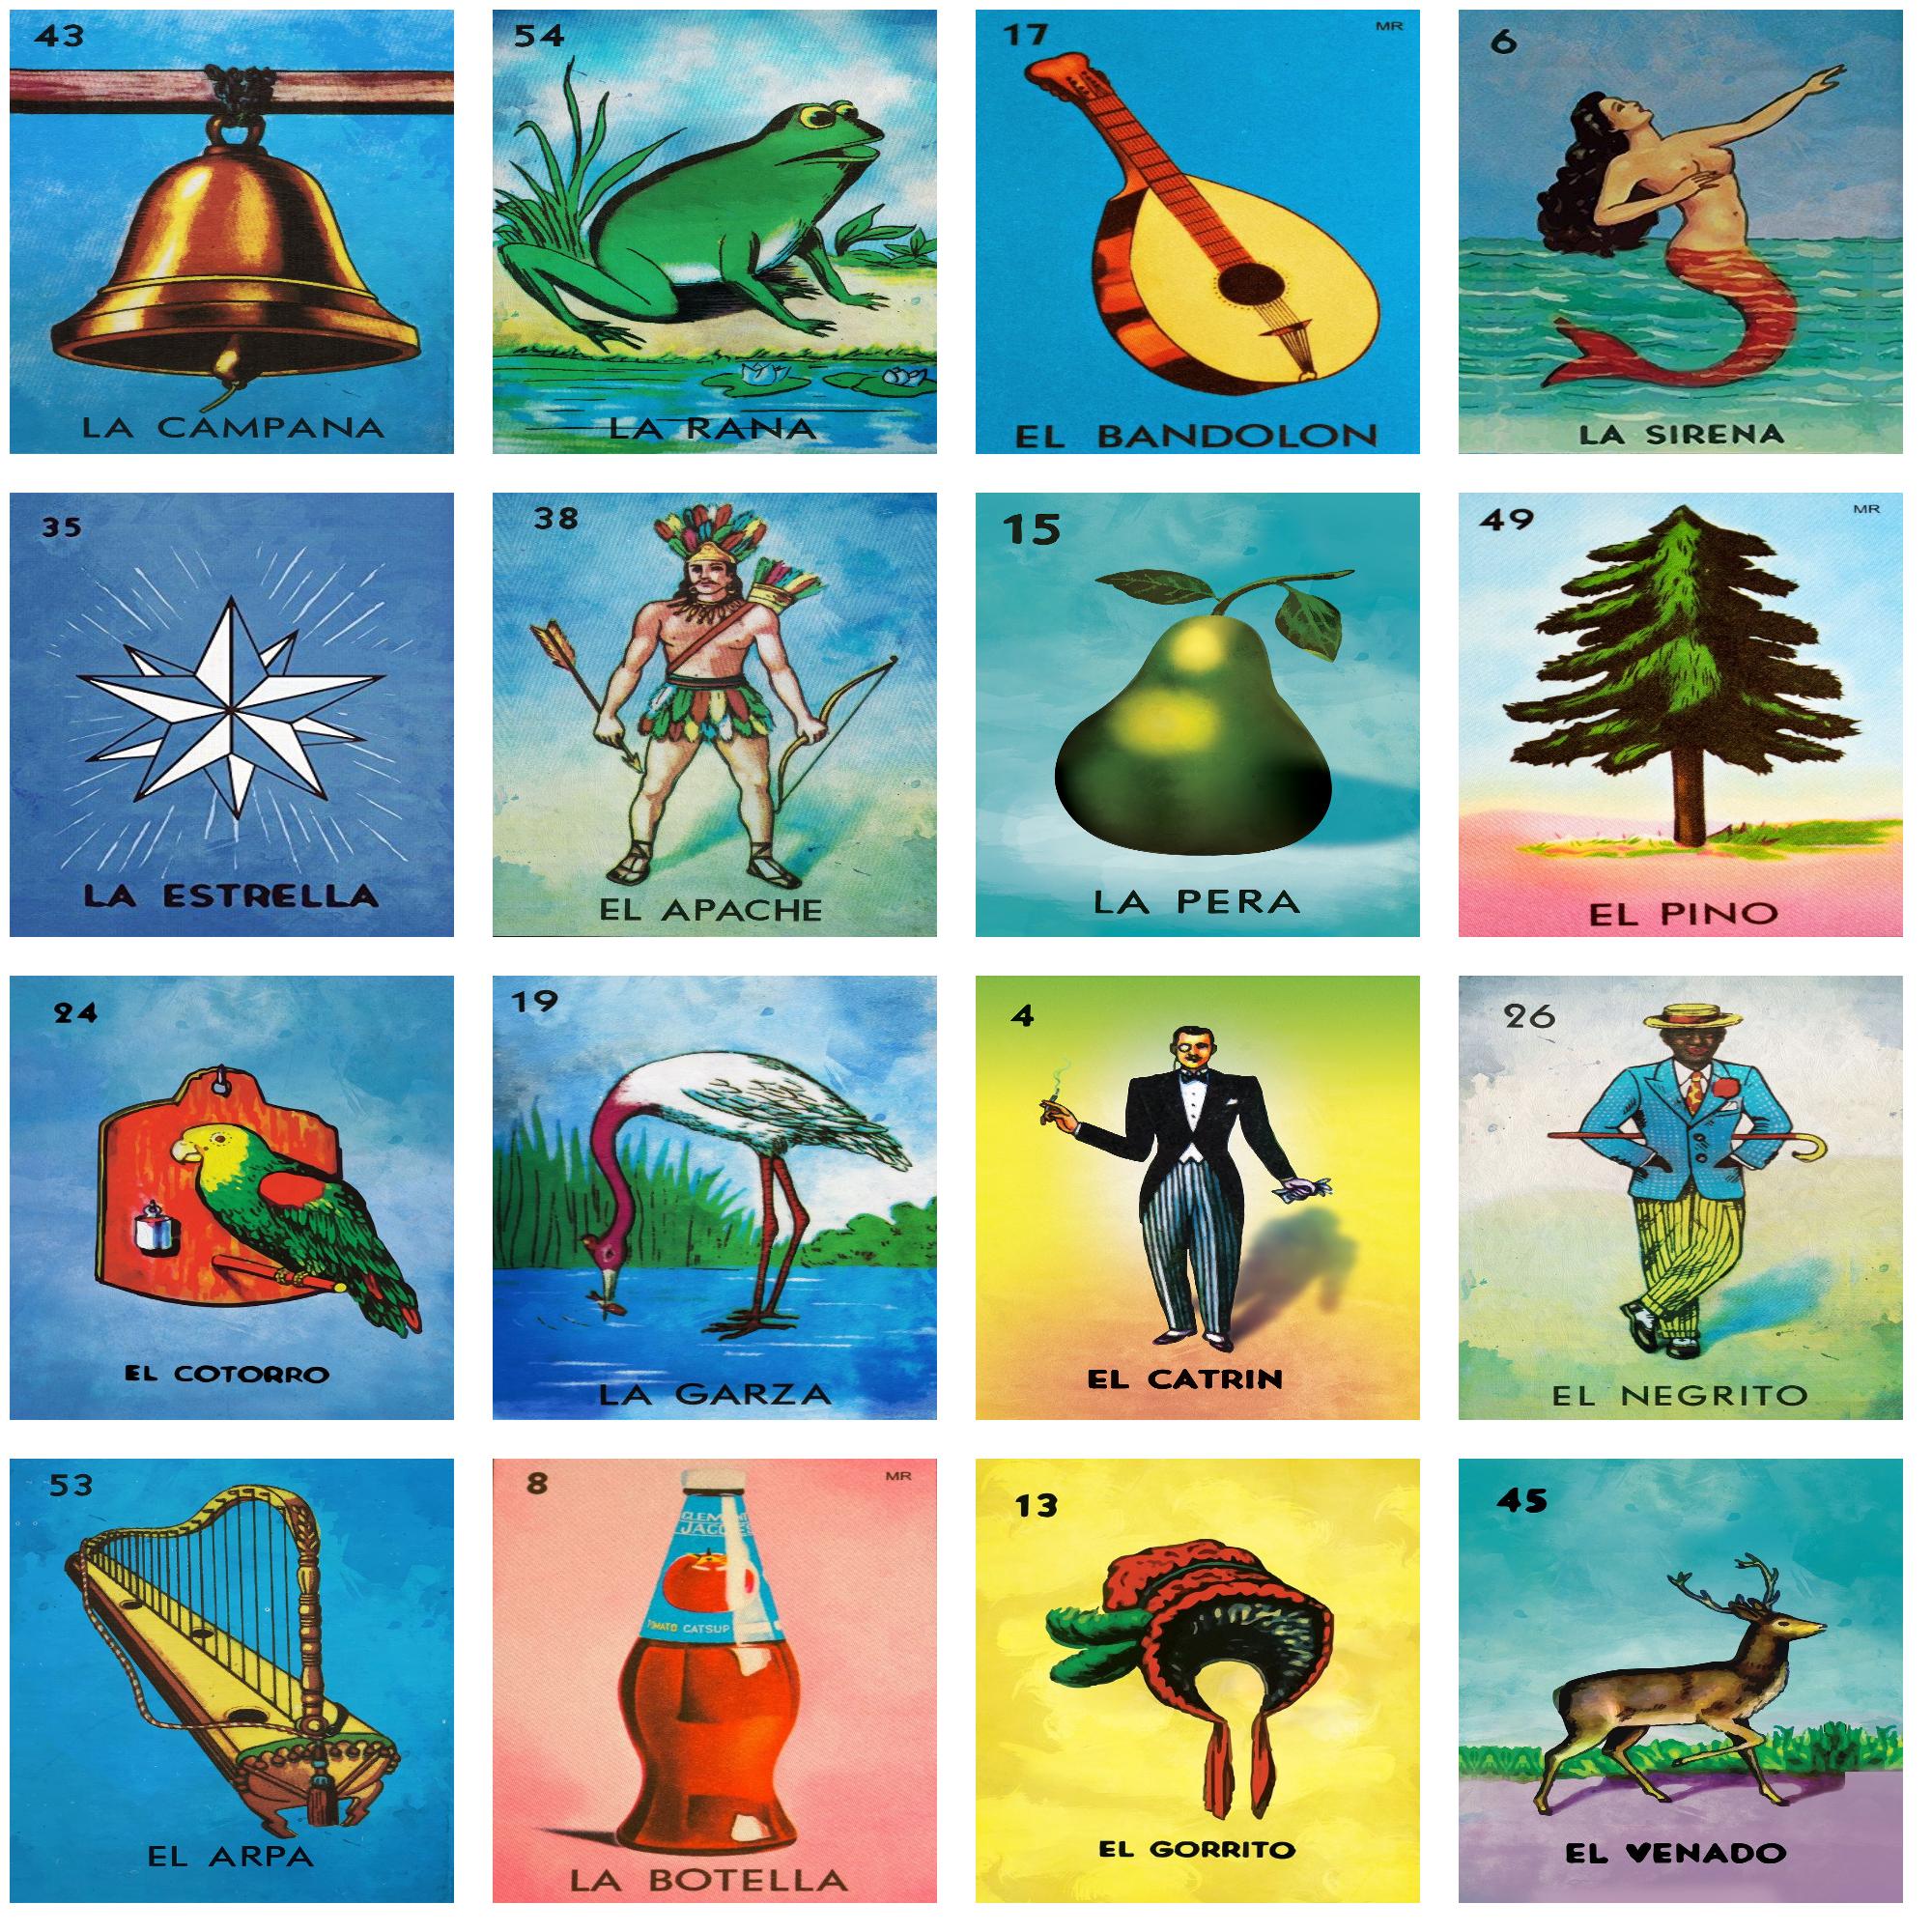 43
LA CAMPANA
54
LA RANA
17
MR
EL BANDOLON
6
LA SIRENA
35
LA ESTRELLA
38
EL APACHE
15
LA PERA
49
MR
EL PINO
24
EL COTORRO
19
LA GARZA
4
EL CATRIN
26
EL NEGRITO
53
EL ARPA
8
MR
TOMATO CATSUP
LA BOTELLA
13
EL GORRITO
45
EL VENADO